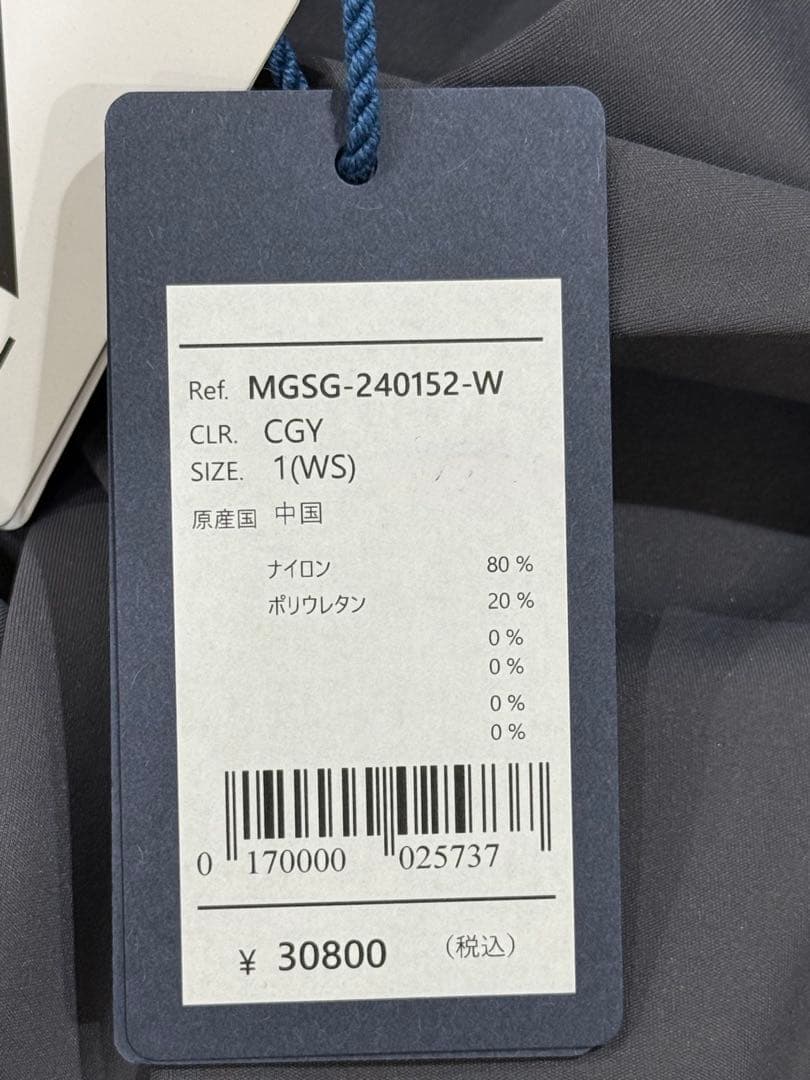 Ref. MGSG-240152-W
CLR. CGY
SIZE. 1(WS)
原産国 中国
ナイロン 80 %
ポリウレタン 20 %
0 %
0 %
0 %
0 %
0 170000 025737
¥ 30800 (税込)